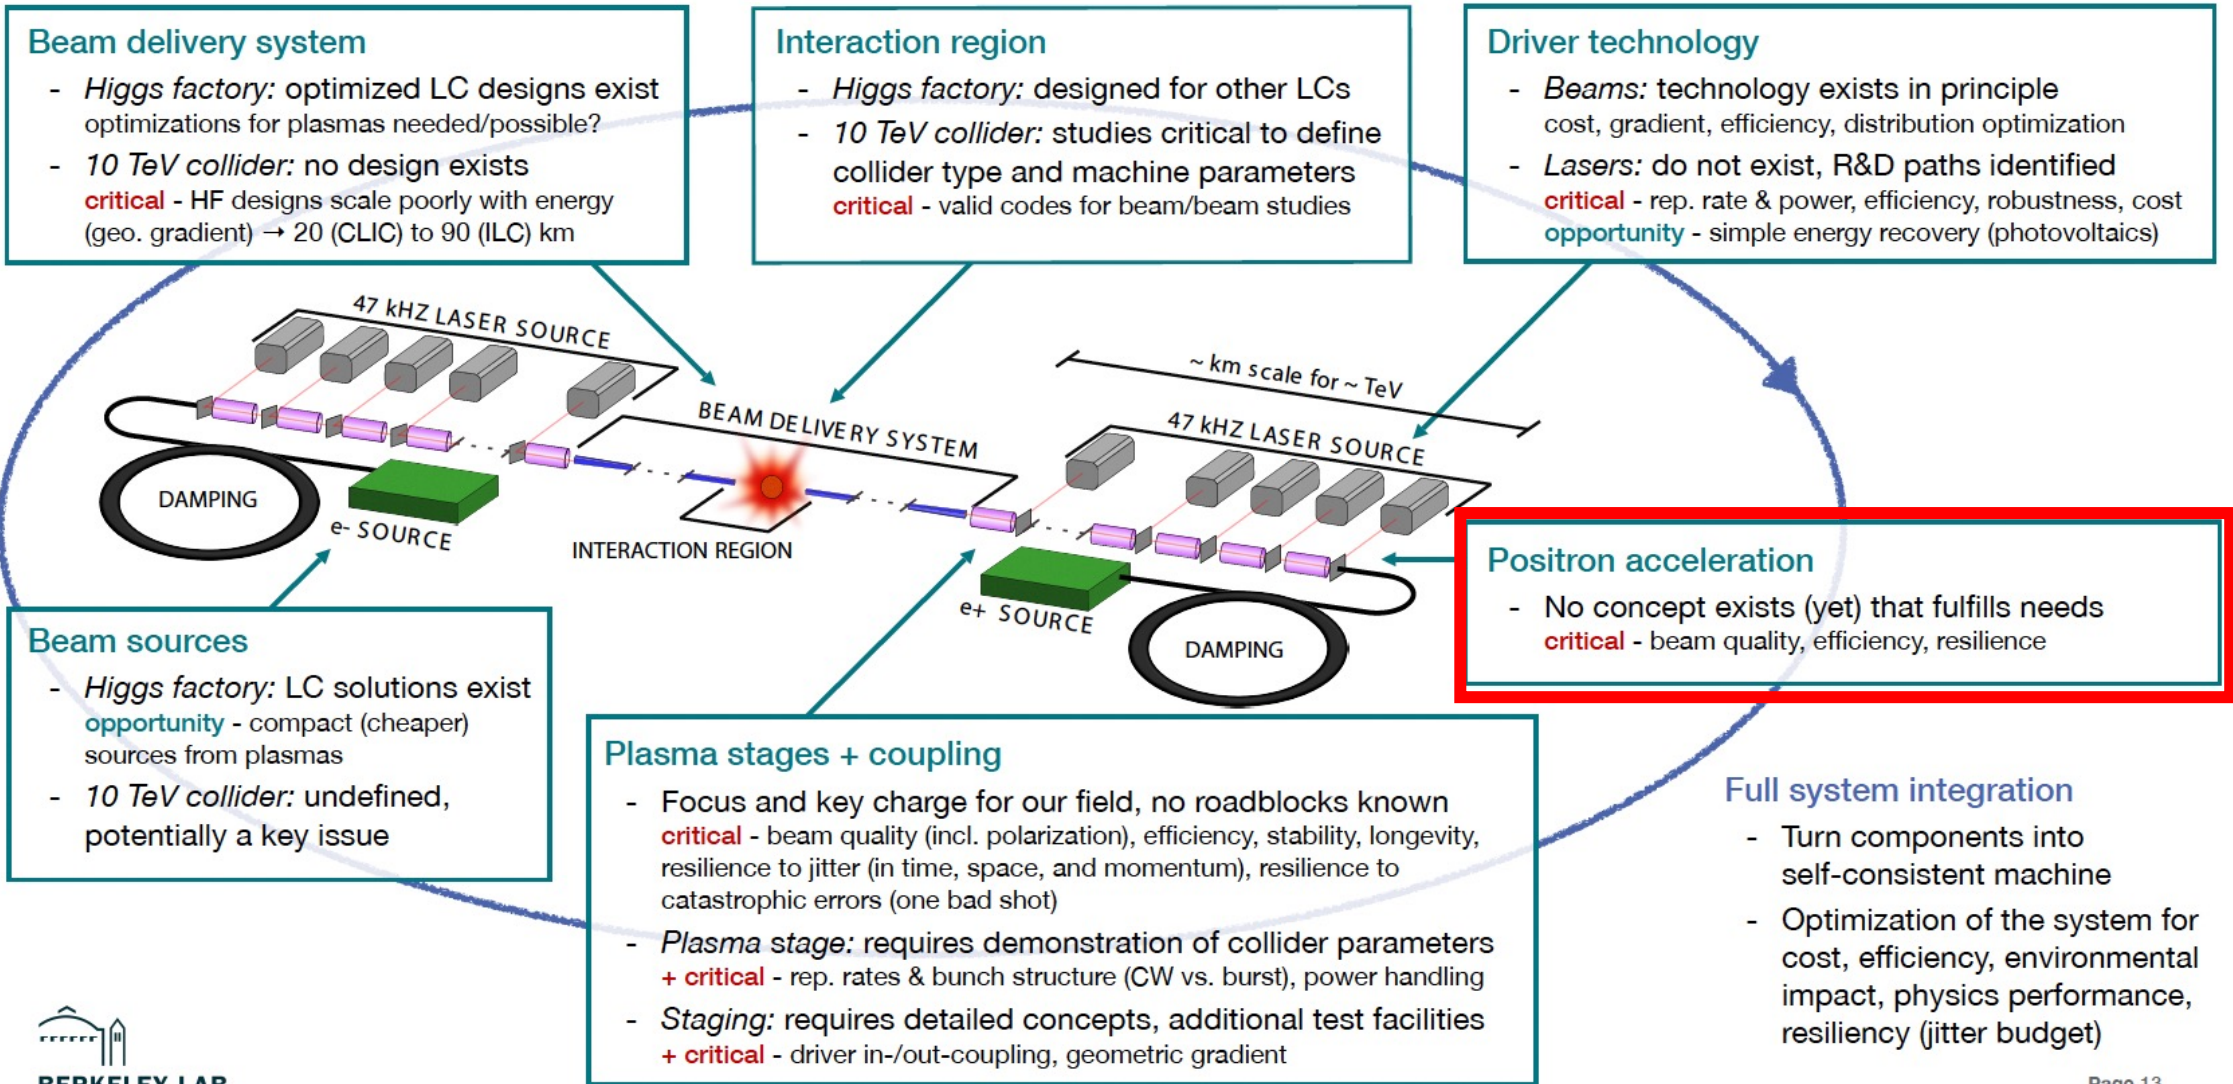 Beam delivery system
- Higgs factory: optimized LC designs exist
optimizations for plasmas needed/possible?
- 10 TeV collider: no design exists
critical - HF designs scale poorly with energy
(geo. gradient) → 20 (CLIC) to 90 (ILC) km
Interaction region
- Higgs factory: designed for other LCs
- 10 TeV collider: studies critical to define
collider type and machine parameters
critical - valid codes for beam/beam studies
Driver technology
- Beams: technology exists in principle
cost, gradient, efficiency, distribution optimization
- Lasers: do not exist, R&D paths identified
critical - rep. rate & power, efficiency, robustness, cost
opportunity - simple energy recovery (photovoltaics)
47 kHZ LASER SOURCE
BEAM DELIVERY SYSTEM
~ km scale for ~ TeV
47 kHZ LASER SOURCE
DAMPING
e- SOURCE
INTERACTION REGION
e+ SOURCE
DAMPING
Positron acceleration
- No concept exists (yet) that fulfills needs
critical - beam quality, efficiency, resilience
Beam sources
- Higgs factory: LC solutions exist
opportunity - compact (cheaper)
sources from plasmas
- 10 TeV collider: undefined,
potentially a key issue
Plasma stages + coupling
- Focus and key charge for our field, no roadblocks known
critical - beam quality (incl. polarization), efficiency, stability, longevity,
resilience to jitter (in time, space, and momentum), resilience to
catastrophic errors (one bad shot)
- Plasma stage: requires demonstration of collider parameters
+ critical - rep. rates & bunch structure (CW vs. burst), power handling
- Staging: requires detailed concepts, additional test facilities
+ critical - driver in-/out-coupling, geometric gradient
Full system integration
- Turn components into
self-consistent machine
- Optimization of the system for
cost, efficiency, environmental
impact, physics performance,
resiliency (jitter budget)
BERKELEY LAB
Page 13